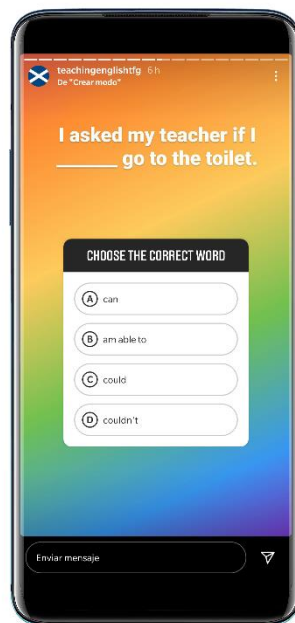 teachingenglishtfg 6 h
De "Crear modo"
I asked my teacher if I
______ go to the toilet.
CHOOSE THE CORRECT WORD
A can
B am able to
C could
D couldn't
Enviar mensaje